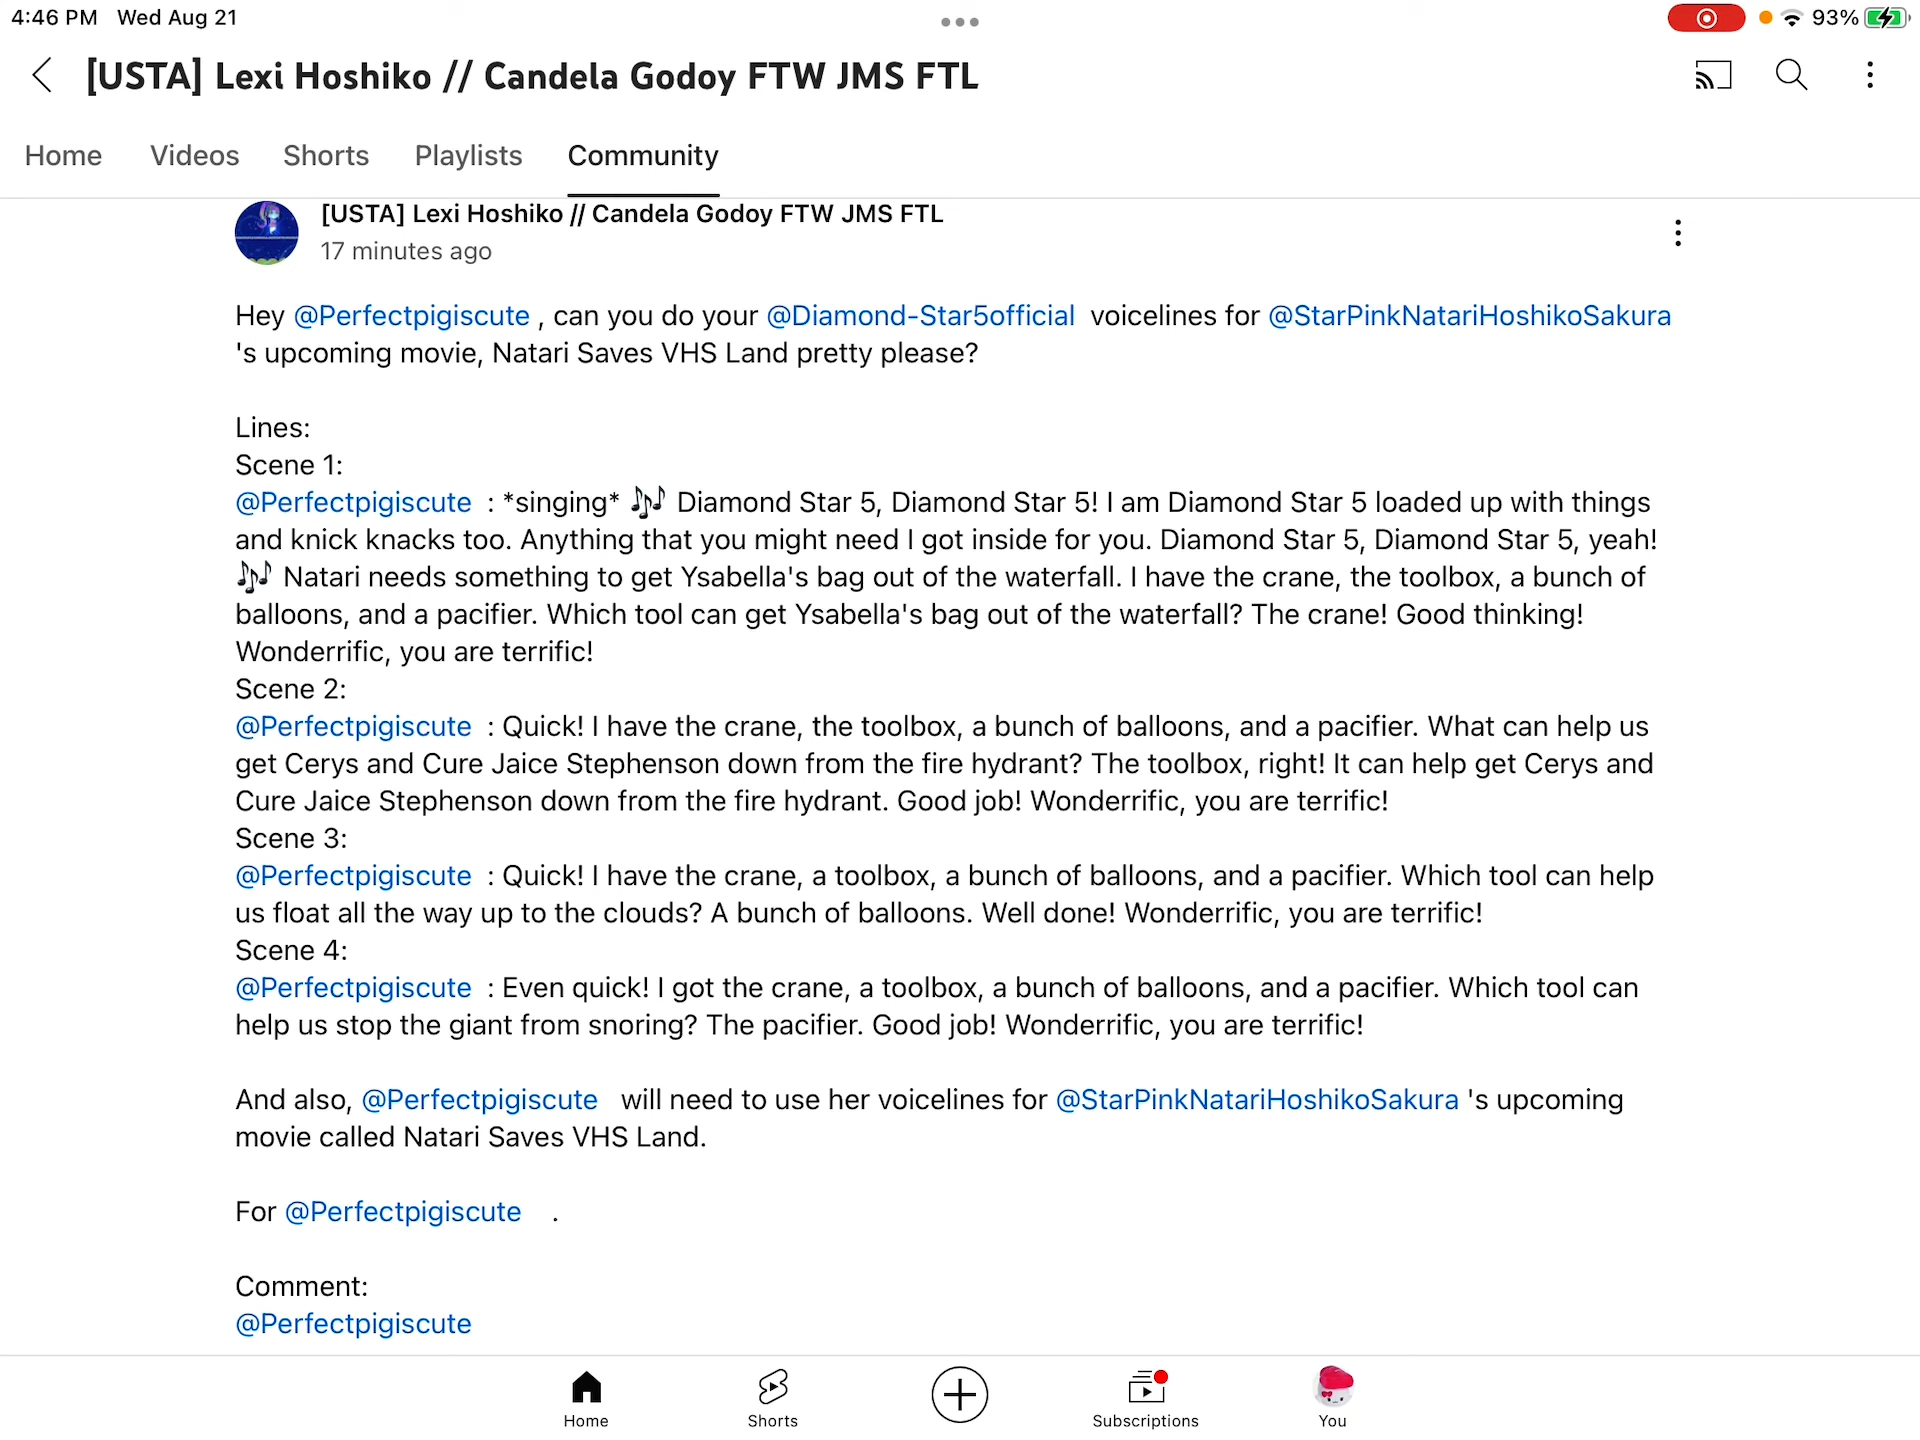 4:46 PM Wed Aug 21
93%
[USTA] Lexi Hoshiko // Candela Godoy FTW JMS FTL
Home Videos Shorts Playlists Community
[USTA] Lexi Hoshiko // Candela Godoy FTW JMS FTL
17 minutes ago
Hey @Perfectpigiscute , can you do your @Diamond-Star5official voicelines for @StarPinkNatariHoshikoSakura
's upcoming movie, Natari Saves VHS Land pretty please?
Lines:
Scene 1:
@Perfectpigiscute : *singing* 🎶 Diamond Star 5, Diamond Star 5! I am Diamond Star 5 loaded up with things
and knick knacks too. Anything that you might need I got inside for you. Diamond Star 5, Diamond Star 5, yeah!
🎶 Natari needs something to get Ysabella's bag out of the waterfall. I have the crane, the toolbox, a bunch of
balloons, and a pacifier. Which tool can get Ysabella's bag out of the waterfall? The crane! Good thinking!
Wonderrific, you are terrific!
Scene 2:
@Perfectpigiscute : Quick! I have the crane, the toolbox, a bunch of balloons, and a pacifier. What can help us
get Cerys and Cure Jaice Stephenson down from the fire hydrant? The toolbox, right! It can help get Cerys and
Cure Jaice Stephenson down from the fire hydrant. Good job! Wonderrific, you are terrific!
Scene 3:
@Perfectpigiscute : Quick! I have the crane, a toolbox, a bunch of balloons, and a pacifier. Which tool can help
us float all the way up to the clouds? A bunch of balloons. Well done! Wonderrific, you are terrific!
Scene 4:
@Perfectpigiscute : Even quick! I got the crane, a toolbox, a bunch of balloons, and a pacifier. Which tool can
help us stop the giant from snoring? The pacifier. Good job! Wonderrific, you are terrific!
And also, @Perfectpigiscute will need to use her voicelines for @StarPinkNatariHoshikoSakura 's upcoming
movie called Natari Saves VHS Land.
For @Perfectpigiscute .
Comment:
@Perfectpigiscute
Home Shorts Subscriptions You